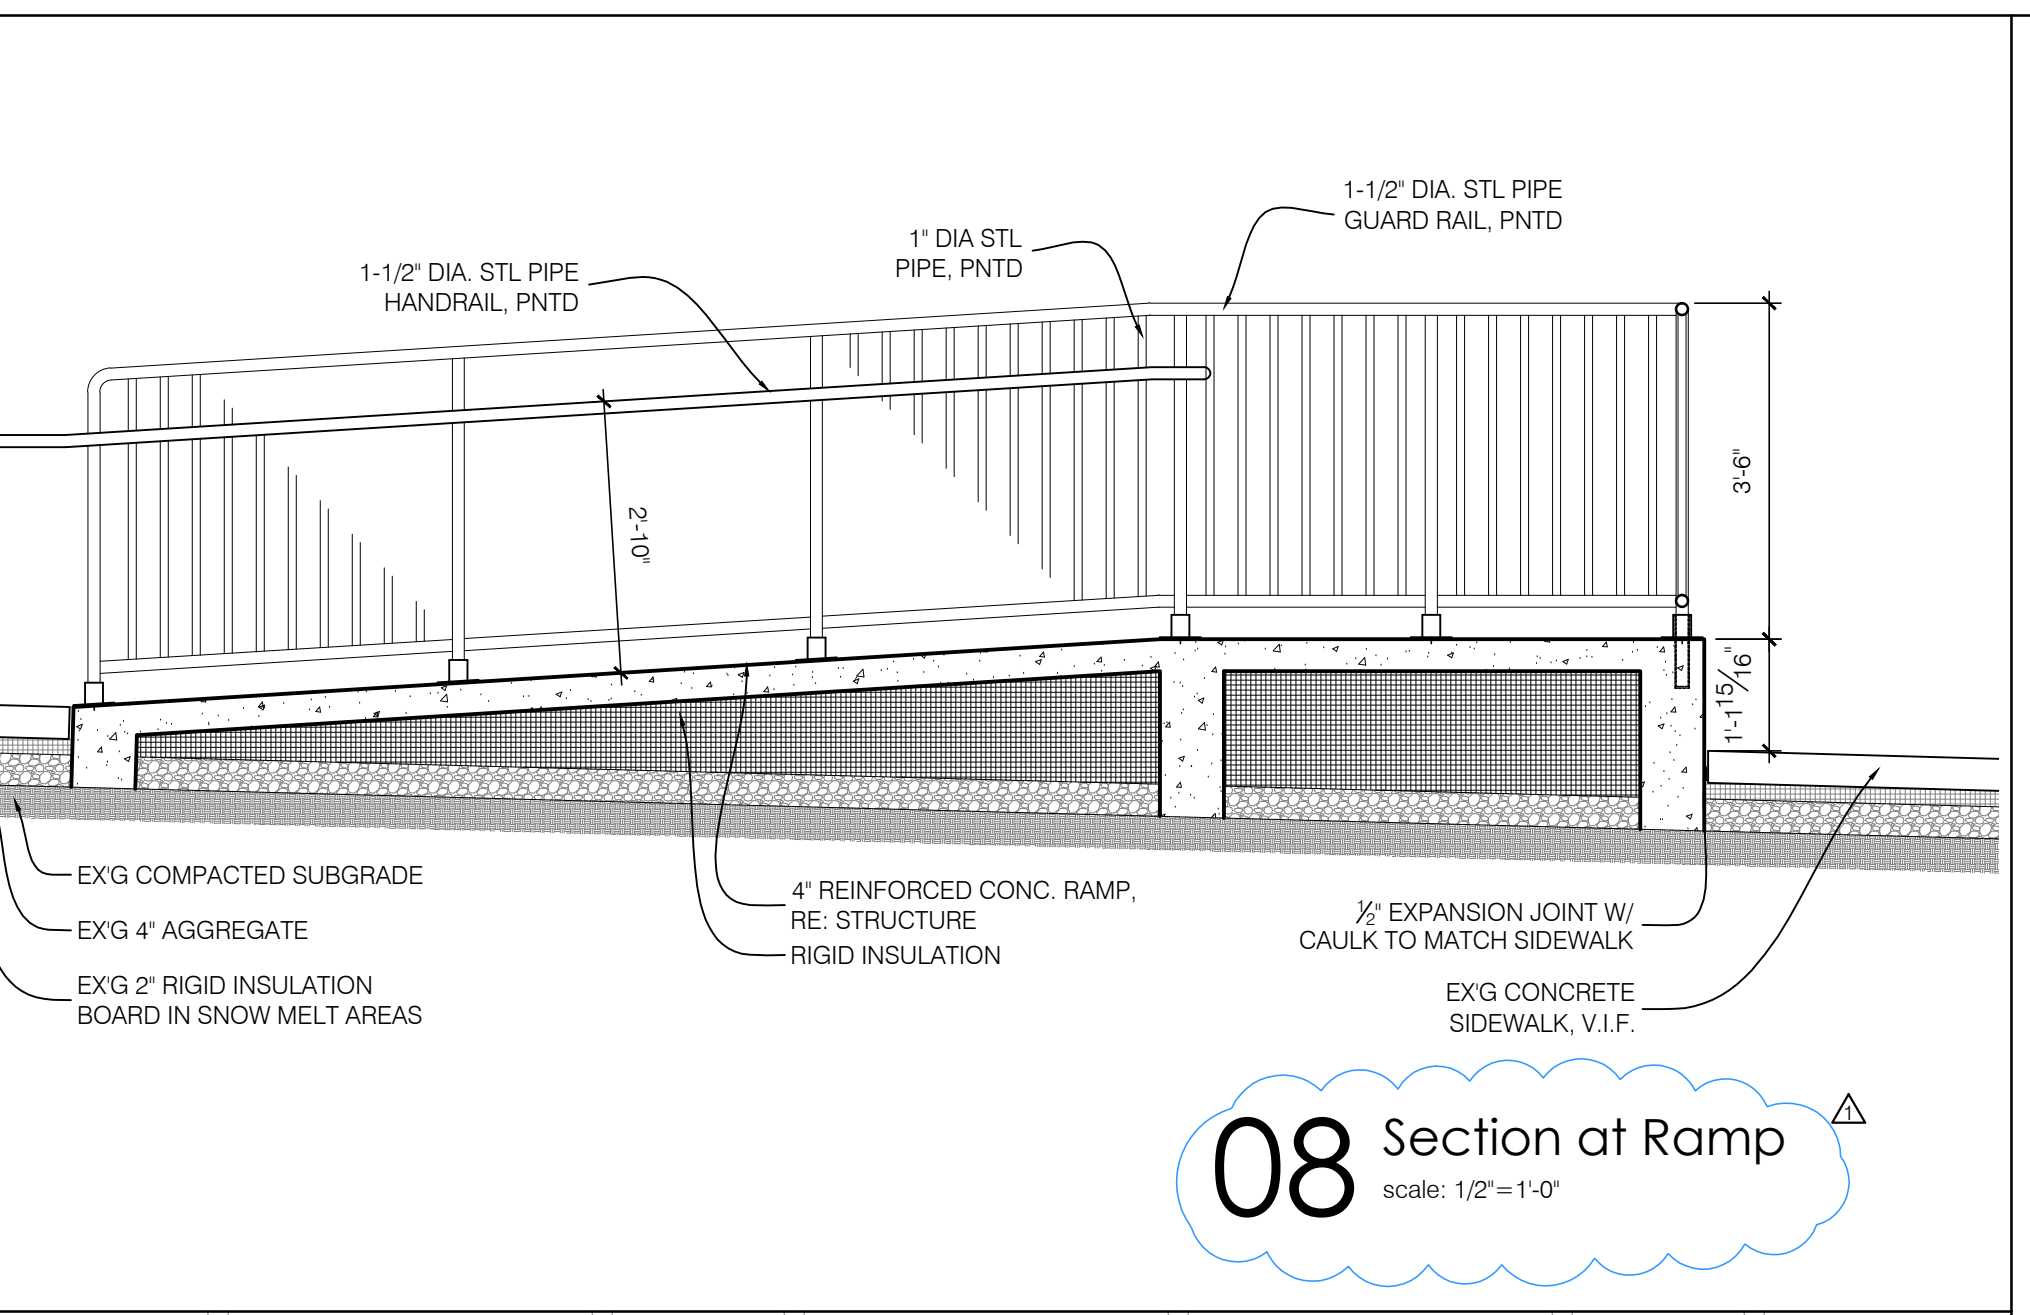 1-1/2" DIA. STL PIPE
GUARD RAIL, PNTD
1" DIA STL
PIPE, PNTD
1-1/2" DIA. STL PIPE
HANDRAIL, PNTD
3'-6"
2'-10"
1'-1 15/16"
EX'G COMPACTED SUBGRADE
EX'G 4" AGGREGATE
EX'G 2" RIGID INSULATION
BOARD IN SNOW MELT AREAS
4" REINFORCED CONC. RAMP,
RE: STRUCTURE
RIGID INSULATION
1/2" EXPANSION JOINT W/
CAULK TO MATCH SIDEWALK
EX'G CONCRETE
SIDEWALK, V.I.F.
08 Section at Ramp
scale: 1/2"=1'-0"
1